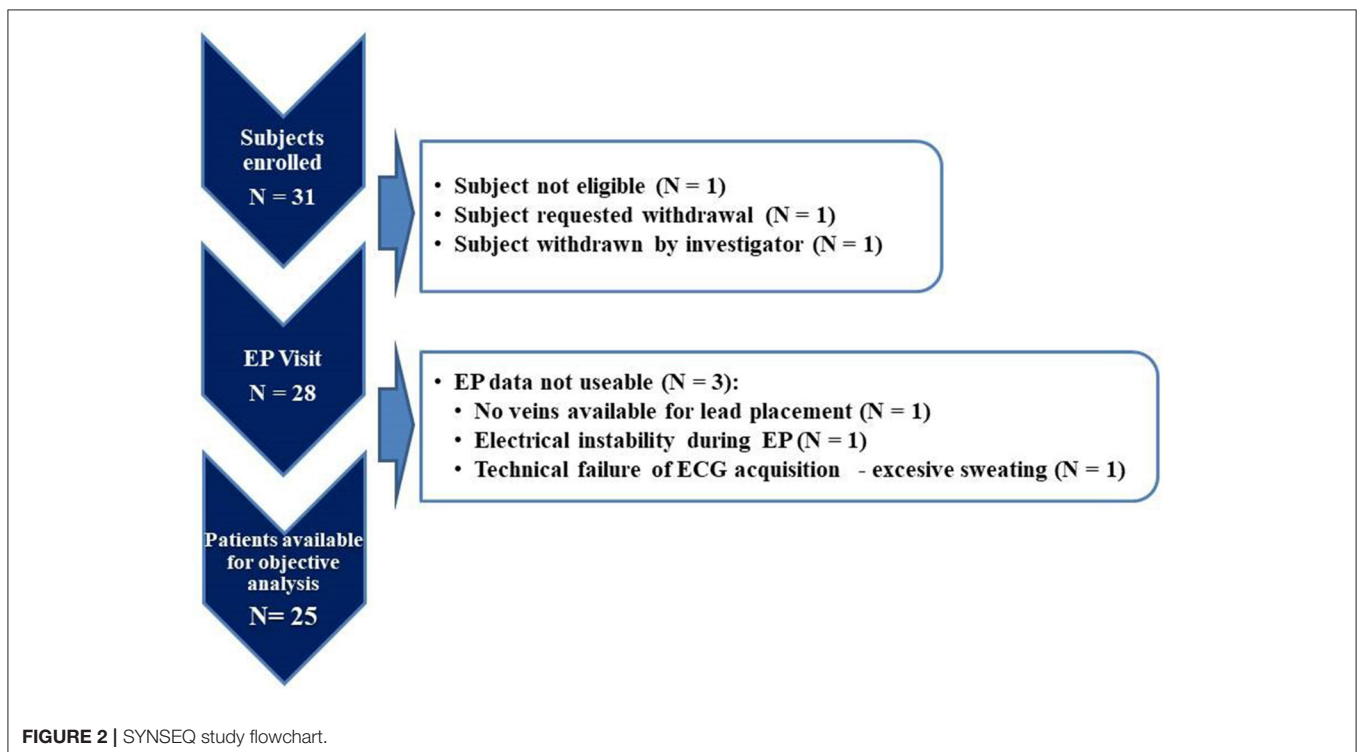 Subjects
enrolled
N = 31
• Subject not eligible (N = 1)
• Subject requested withdrawal (N = 1)
• Subject withdrawn by investigator (N = 1)
EP Visit
N = 28
• EP data not useable (N = 3):
• No veins available for lead placement (N = 1)
• Electrical instability during EP (N = 1)
• Technical failure of ECG acquisition - excesive sweating (N = 1)
Patients available
for objective
analysis
N= 25
FIGURE 2 | SYNSEQ study flowchart.